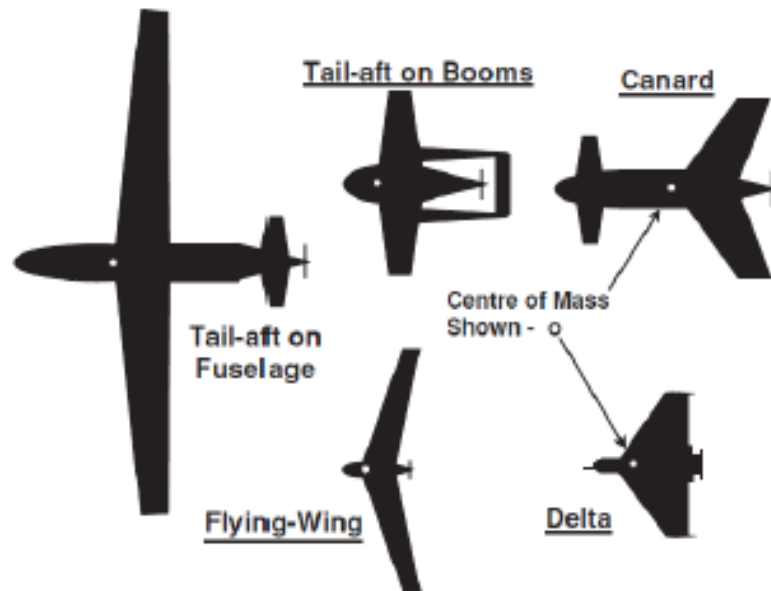 Tail-aft on Booms
Canard
Centre of Mass
Shown - o
Tail-aft on
Fuselage
Flying-Wing
Delta